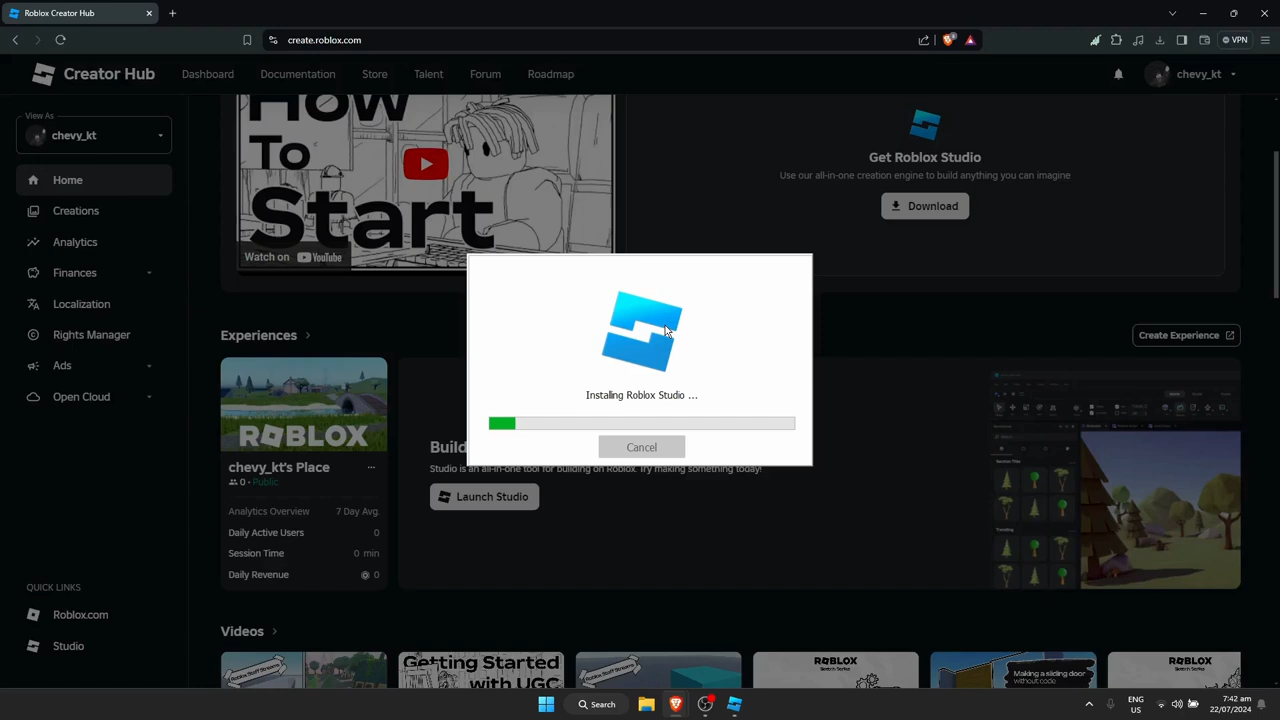 Roblox Creator Hub
create.roblox.com
VPN
Creator Hub
Dashboard
Documentation
Store
Talent
Forum
Roadmap
chevy_kt
View As
chevy_kt
Home
Creations
Analytics
Finances
Localization
Rights Manager
Ads
Open Cloud
QUICK LINKS
Roblox.com
Studio
How
To
Start
Watch on YouTube
Get Roblox Studio
Use our all-in-one creation engine to build anything you can imagine
Download
Installing Roblox Studio ...
Cancel
Experiences
Create Experience
ROBLOX
chevy_kt's Place
0 • Public
Analytics Overview 7 Day Avg.
Daily Active Users 0
Session Time 0 min
Daily Revenue 0
Build
Studio is an all-in-one tool for building on Roblox. Try making something today!
Launch Studio
Videos
Getting Started
with UGC
ROBLOX
ROBLOX
Making a sliding door
without code
Search
ENG
US
7:42 am
22/07/2024